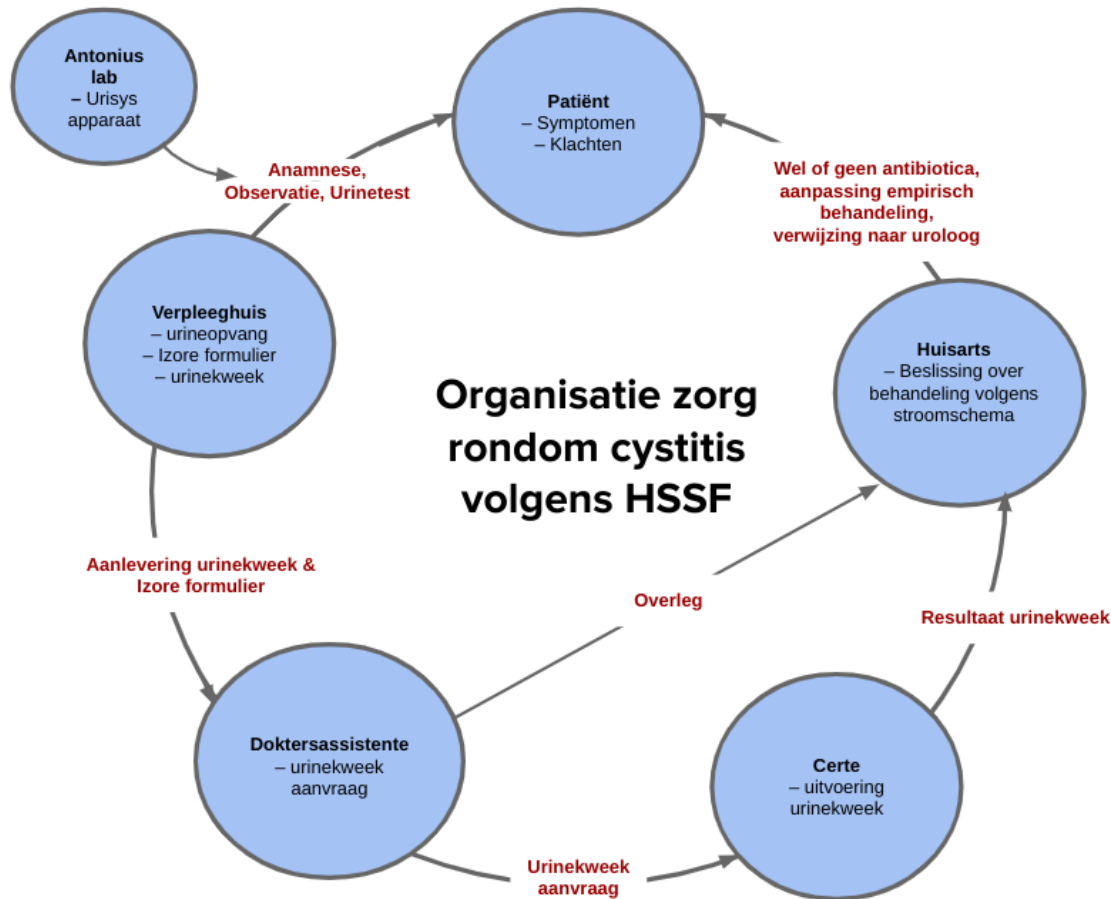 Antonius
lab
– Urisys
apparaat
Patiënt
– Symptomen
– Klachten
Anamnese,
Observatie, Urinetest
Wel of geen antibiotica,
aanpassing empirisch
behandeling,
verwijzing naar uroloog
Verpleeghuis
– urineopvang
– Izore formulier
– urinekweek
Huisarts
– Beslissing over
behandeling volgens
stroomschema
Organisatie zorg
rondom cystitis
volgens HSSF
Aanlevering urinekweek &
Izore formulier
Overleg
Resultaat urinekweek
Doktersassistente
– urinekweek
aanvraag
Certe
– uitvoering
urinekweek
Urinekweek
aanvraag